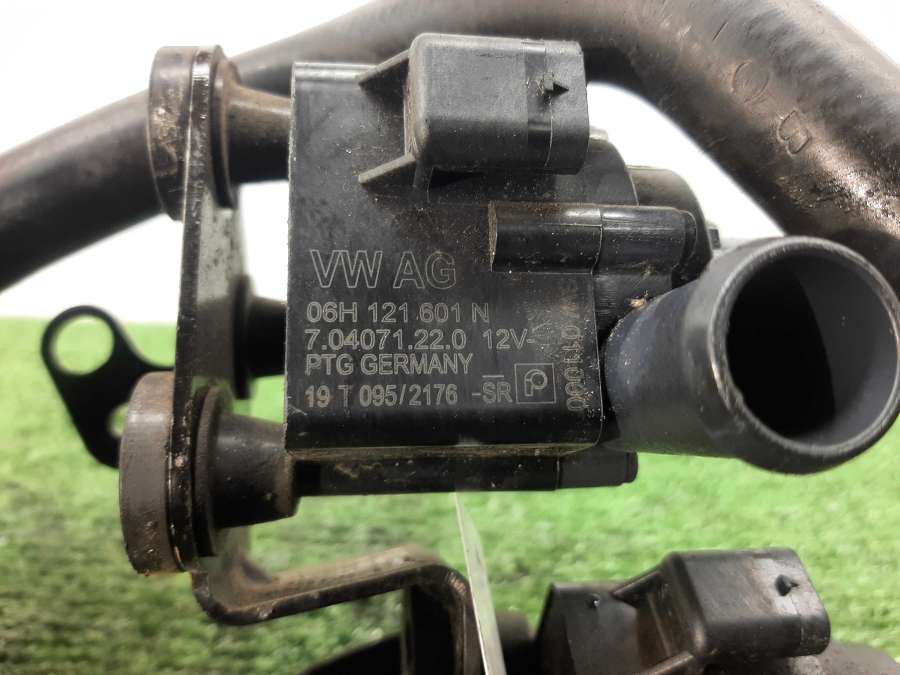 VW AG
06H 121 601 N
7.04071.22.0 12V-
PTG GERMANY
19 T 095/2176 -SR